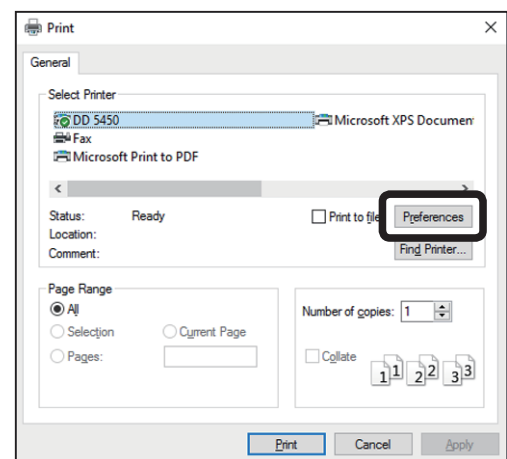 Print
General
Select Printer
DD 5450
Microsoft XPS Documen
Fax
Microsoft Print to PDF
Status: Ready
Print to file
Preferences
Location:
Comment:
Find Printer...
Page Range
All
Selection
Current Page
Pages:
Number of copies: 1
Collate
1 1 2 2 3 3
Print Cancel Apply